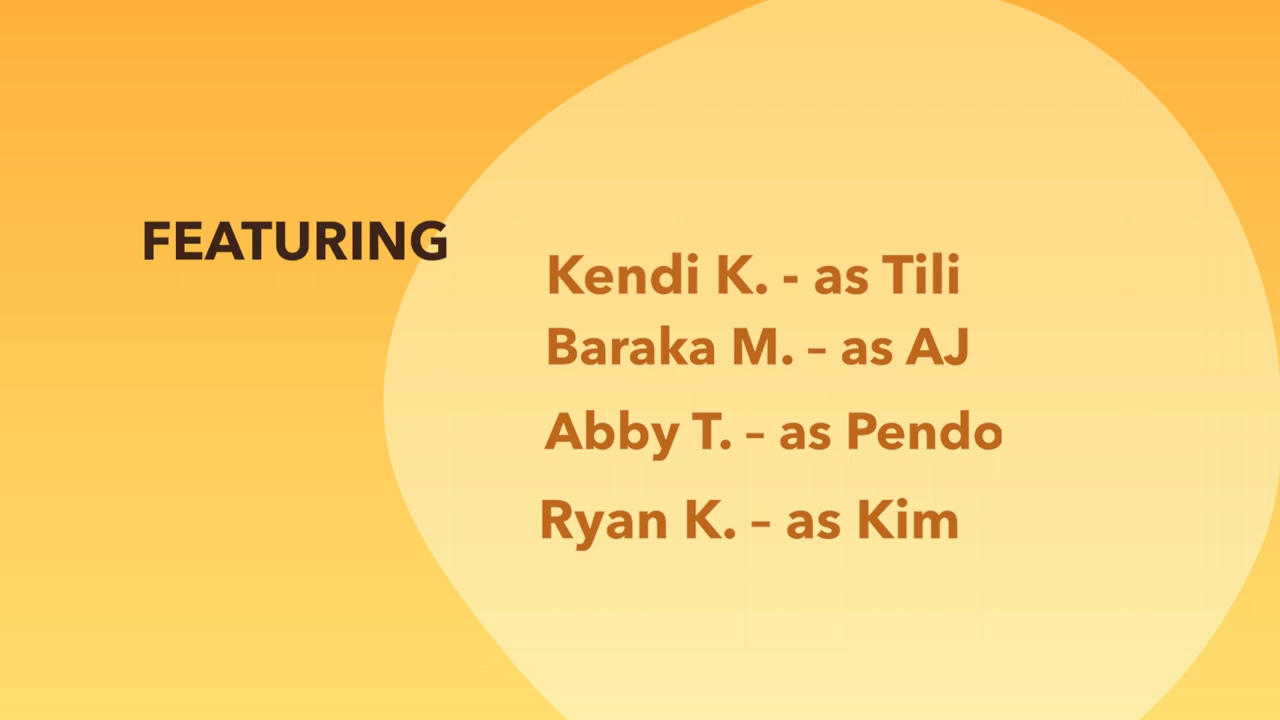 FEATURING
Kendi K. - as Tili
Baraka M. – as AJ
Abby T. – as Pendo
Ryan K. – as Kim